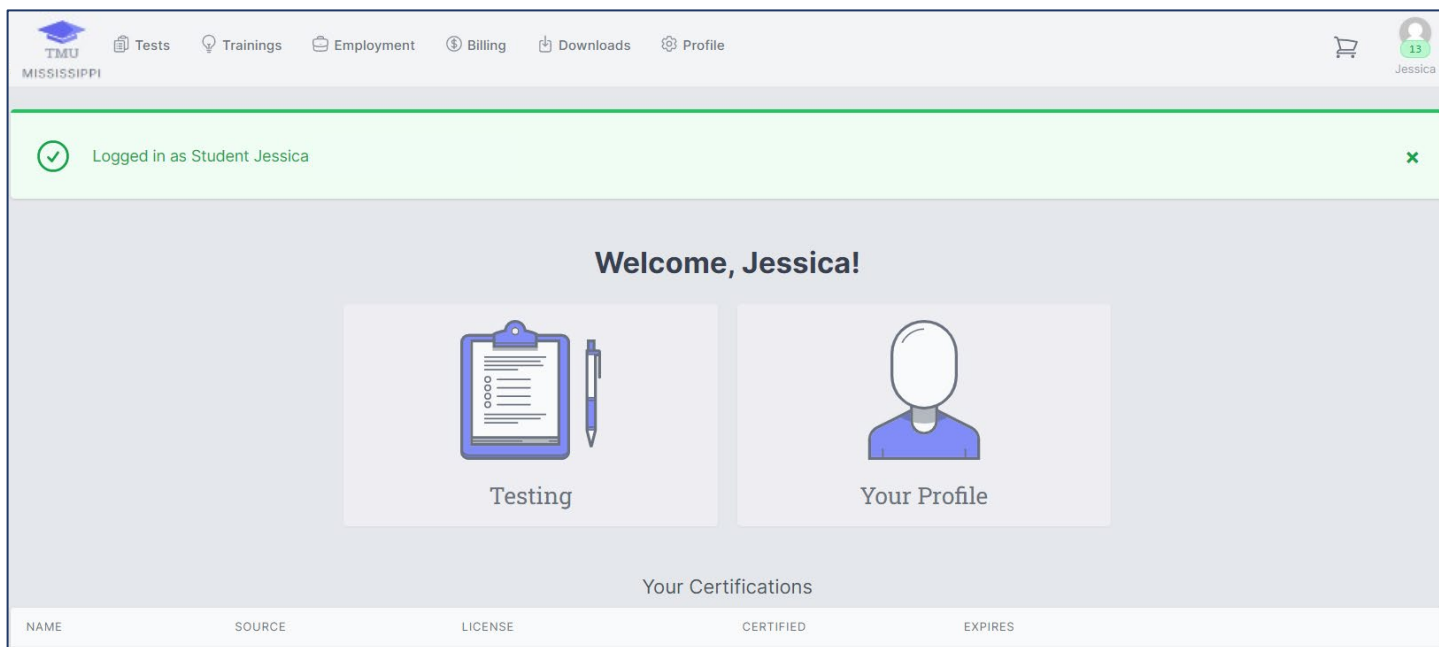 TMU
MISSISSIPPI
Tests Trainings Employment Billing Downloads Profile
13
Jessica
Logged in as Student Jessica
Welcome, Jessica!
Testing
Your Profile
Your Certifications
NAME SOURCE LICENSE CERTIFIED EXPIRES